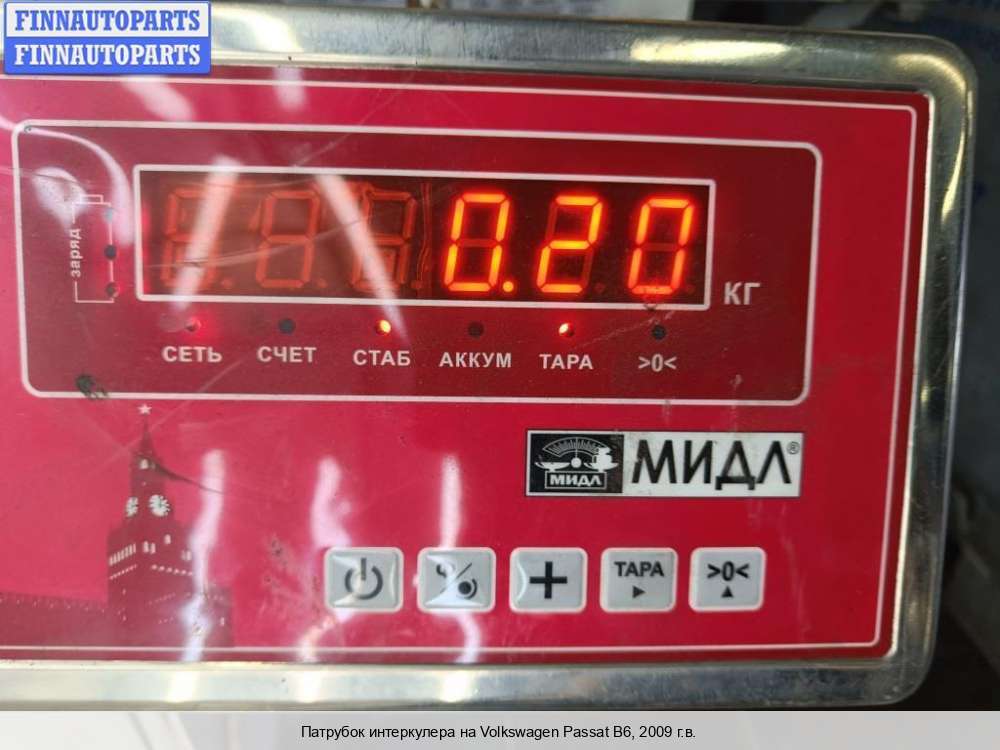 FINNAUTOPARTS
FINNAUTOPARTS
заряд
0.20
КГ
СЕТЬ СЧЕТ СТАБ АККУМ ТАРА >0<
МИДЛ МИДЛ®
+ ТАРА >0<
Патрубок интеркулера на Volkswagen Passat B6, 2009 г.в.